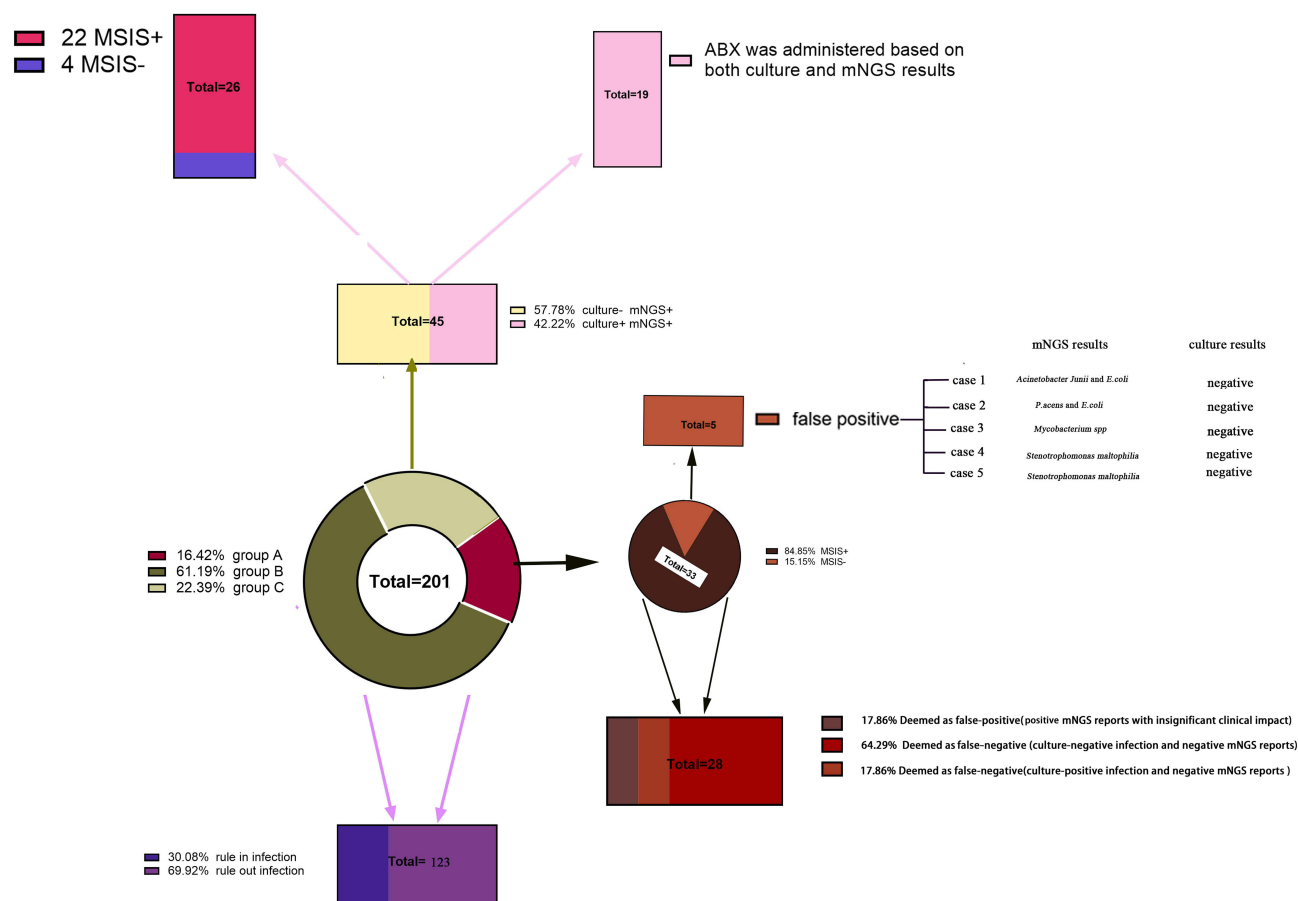 22 MSIS+
4 MSIS-
Total=26
Total=19
ABX was administered based on
both culture and mNGS results
Total=45
57.78% culture- mNGS+
42.22% culture+ mNGS+
mNGS results
culture results
Total=5
false positive
case 1
Acinetobacter Junii and E.coli
negative
case 2
P.acens and E.coli
negative
case 3
Mycobacterium spp
negative
case 4
Stenotrophomonas maltophilia
negative
case 5
Stenotrophomonas maltophilia
negative
16.42% group A
61.19% group B
22.39% group C
Total=201
Total=33
84.85% MSIS+
15.15% MSIS-
Total=28
17.86% Deemed as false-positive(positive mNGS reports with insignificant clinical impact)
64.29% Deemed as false-negative (culture-negative infection and negative mNGS reports)
17.86% Deemed as false-negative(culture-positive infection and negative mNGS reports )
30.08% rule in infection
69.92% rule out infection
Total= 123